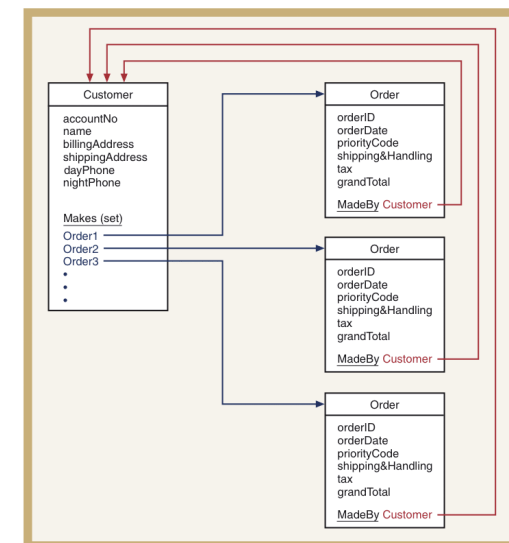 Customer
accountNo
name
billingAddress
shippingAddress
dayPhone
nightPhone
Makes (set)
Order1
Order2
Order3
•
•
•
Order
orderID
orderDate
priorityCode
shipping&Handling
tax
grandTotal
MadeBy Customer
Order
orderID
orderDate
priorityCode
shipping&Handling
tax
grandTotal
MadeBy Customer
Order
orderID
orderDate
priorityCode
shipping&Handling
tax
grandTotal
MadeBy Customer